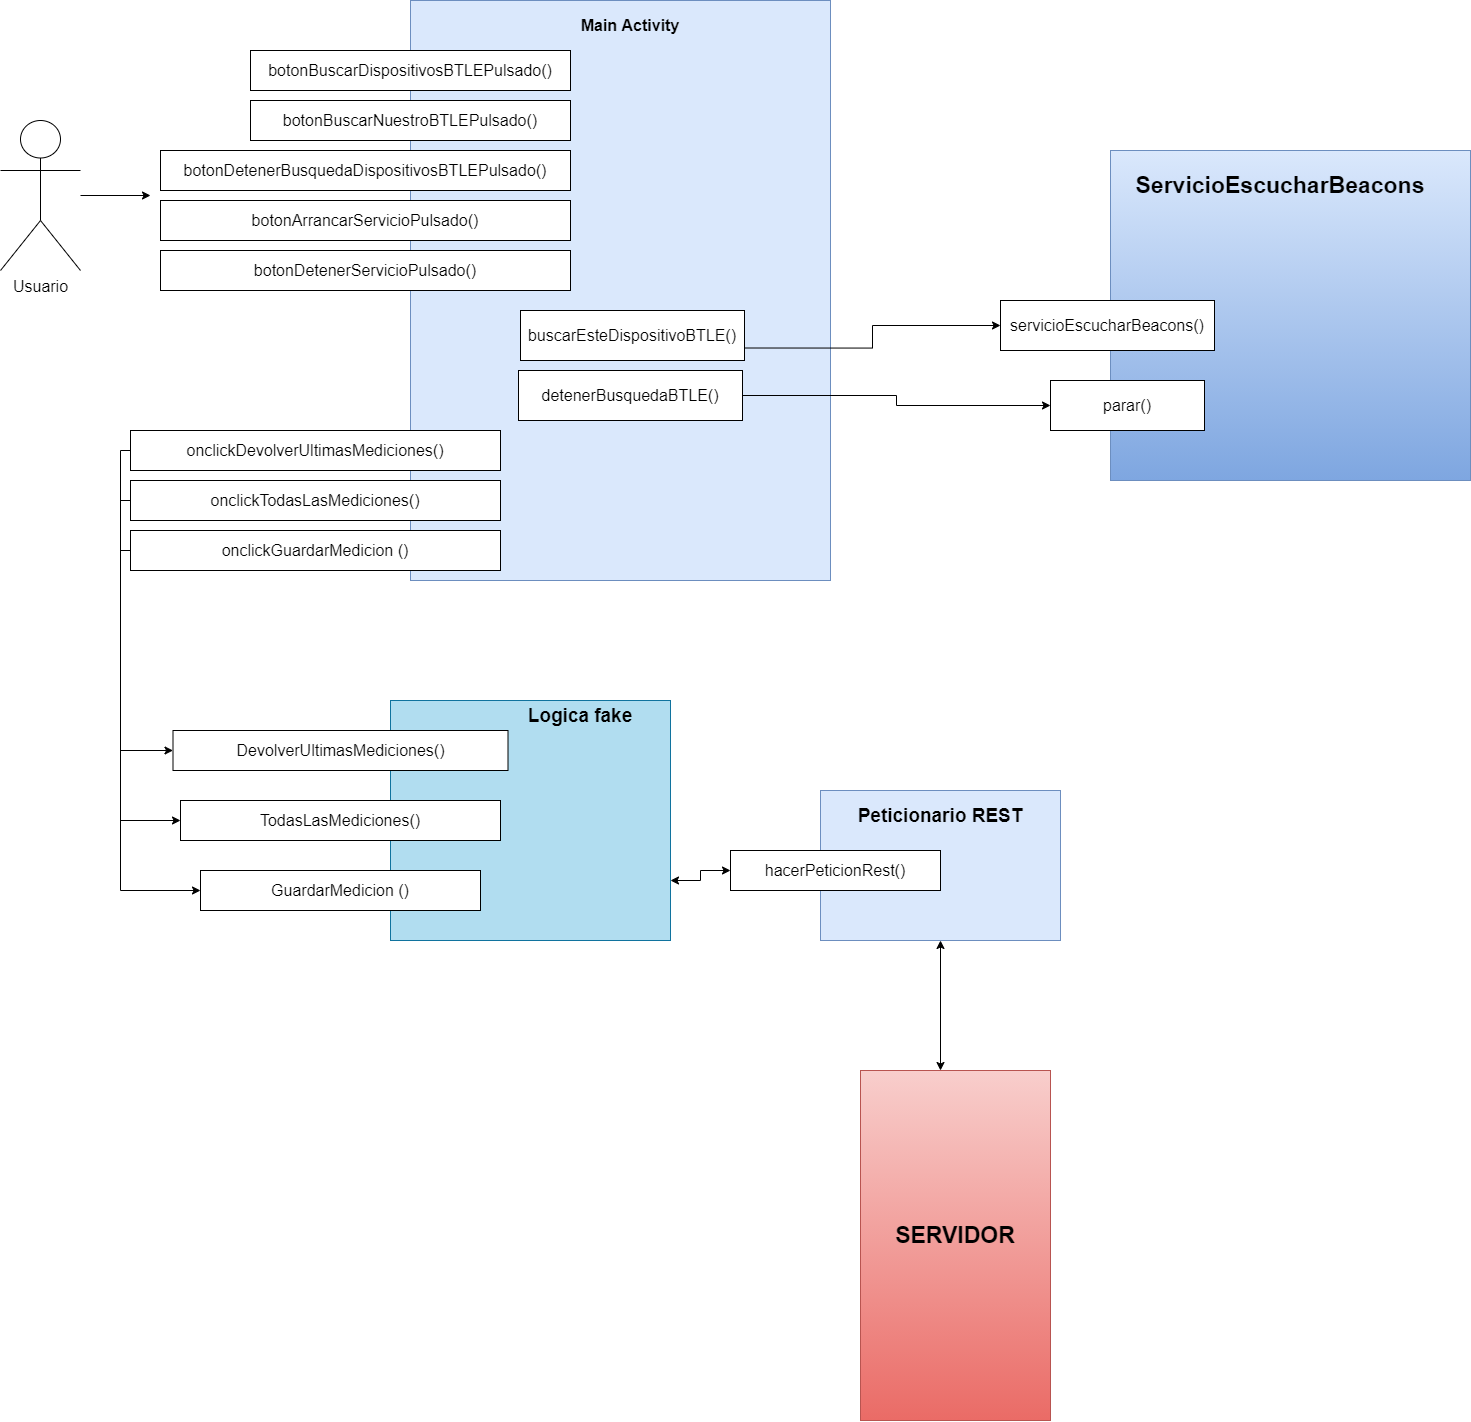 Main Activity
botonBuscarDispositivosBTLEPulsado()
botonBuscarNuestroBTLEPulsado()
botonDetenerBusquedaDispositivosBTLEPulsado()
botonArrancarServicioPulsado()
botonDetenerServicioPulsado()
Usuario
ServicioEscucharBeacons
buscarEsteDispositivoBTLE()
servicioEscucharBeacons()
detenerBusquedaBTLE()
parar()
onclickDevolverUltimasMediciones()
onclickTodasLasMediciones()
onclickGuardarMedicion ()
Logica fake
DevolverUltimasMediciones()
TodasLasMediciones()
GuardarMedicion ()
Peticionario REST
hacerPeticionRest()
SERVIDOR